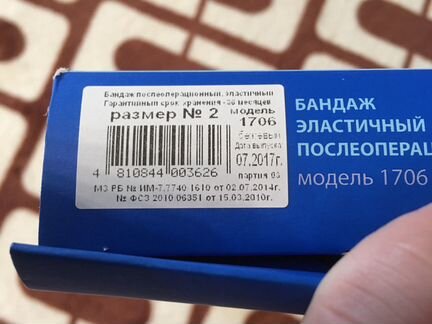 Бандаж послеоперационный, эластичный
Гарантийный срок хранения -36 месяцев
размер № 2 модель
1706
бежевый
Дата выпуска:
07.2017г.
партия 03
4 810844 003626
МЗ РБ № ИМ-7.7740-1610 от 02.07.2014г.
№ ФСЗ 2010/06351 от 15.03.2010г.
БАНДАЖ
ЭЛАСТИЧНЫЙ
ПОСЛЕОПЕРАЦ
модель 1706